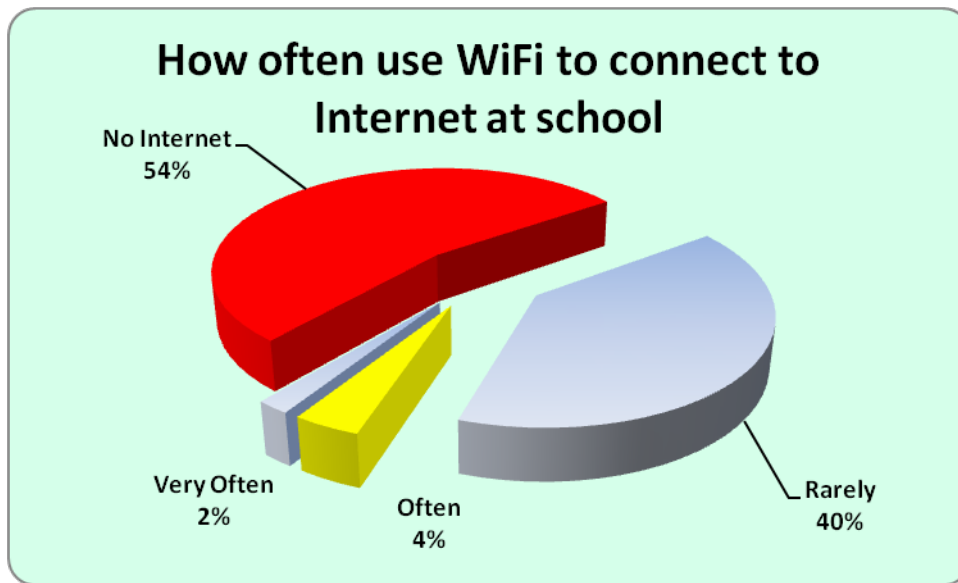 How often use WiFi to connect to
Internet at school
No Internet
54%
Very Often
2%
Often
4%
Rarely
40%